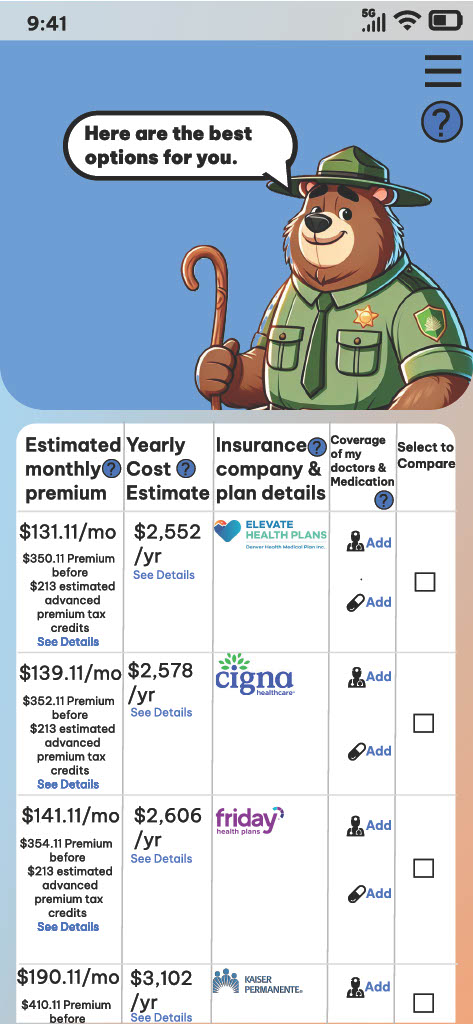 9:41
5G
?
Here are the best
options for you.
Estimated
monthly ?
premium
Yearly
Cost ?
Estimate
Insurance ?
company &
plan details
Coverage
of my
doctors &
Medication
?
Select to
Compare
$131.11/mo
$350.11 Premium
before
$213 estimated
advanced
premium tax
credits
See Details
$2,552
/yr
See Details
ELEVATE
HEALTH PLANS
Denver Health Medical Plan Inc.
Add
Add
$139.11/mo
$352.11 Premium
before
$213 estimated
advanced
premium tax
credits
See Details
$2,578
/yr
See Details
cigna
healthcare®
Add
Add
$141.11/mo
$354.11 Premium
before
$213 estimated
advanced
premium tax
credits
See Details
$2,606
/yr
See Details
friday
health plans
Add
Add
$190.11/mo
$410.11 Premium
before
$3,102
/yr
See Details
KAISER
PERMANENTE®
Add